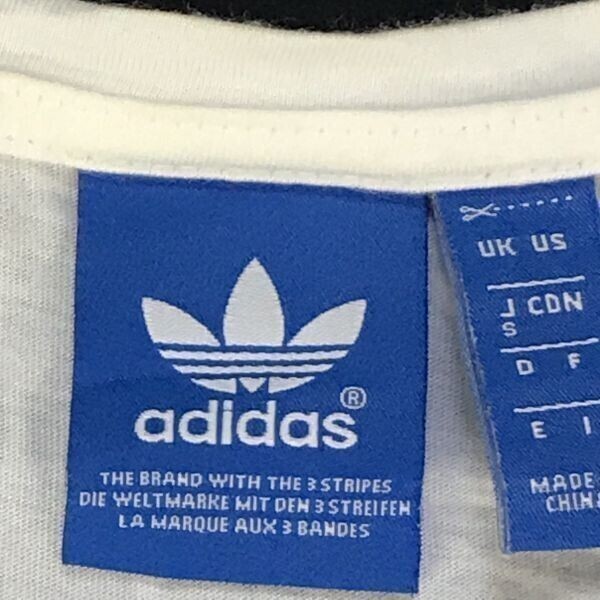 adidas®
THE BRAND WITH THE 3 STRIPES
DIE WELTMARKE MIT DEN 3 STREIFEN
LA MARQUE AUX 3 BANDES
UK US
J CDN
S
D F
E I
MADE
CHINA